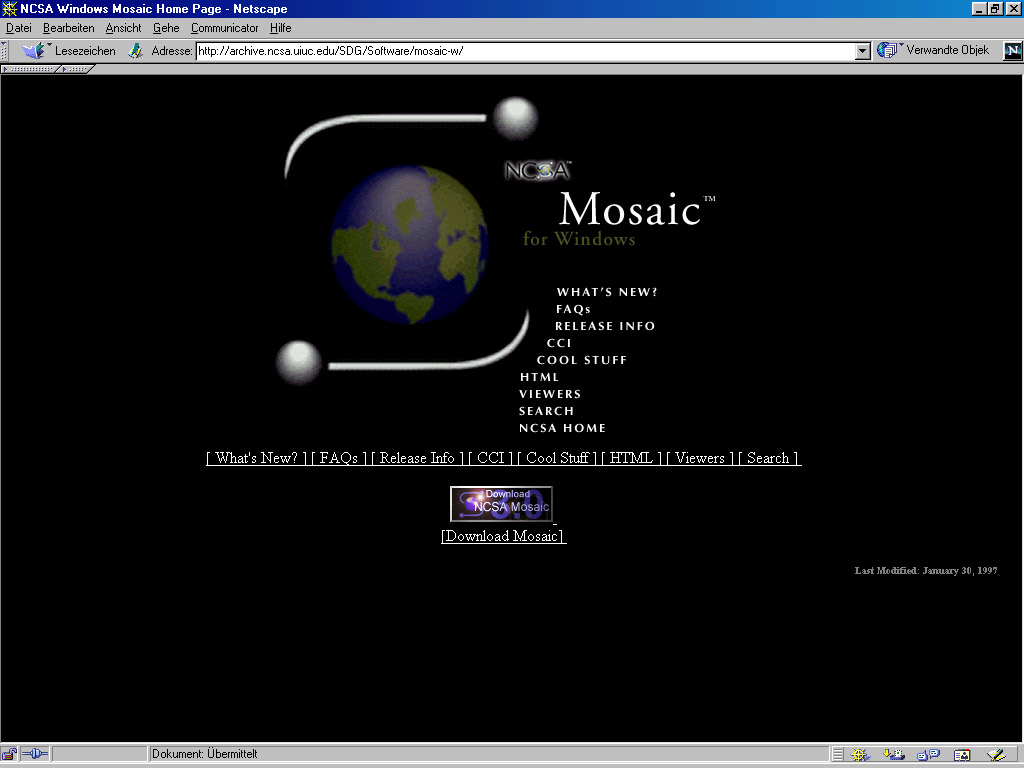 NCSA Windows Mosaic Home Page - Netscape
Datei Bearbeiten Ansicht Gehe Communicator Hilfe
Lesezeichen Adresse: http://archive.ncsa.uiuc.edu/SDG/Software/mosaic-w/ Verwandte Objek N
NCSA™
Mosaic™
for Windows
WHAT'S NEW?
FAQs
RELEASE INFO
CCI
COOL STUFF
HTML
VIEWERS
SEARCH
NCSA HOME
[ What's New? ] [ FAQs ] [ Release Info ] [ CCI ] [ Cool Stuff ] [ HTML ] [ Viewers ] [ Search ]
Download
NCSA Mosaic
3.0
[Download Mosaic]
Last Modified: January 30, 1997
Dokument: Übermittelt